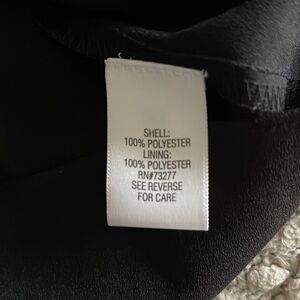 SHELL:
100% POLYESTER
LINING:
100% POLYESTER
RN#73277
SEE REVERSE
FOR CARE